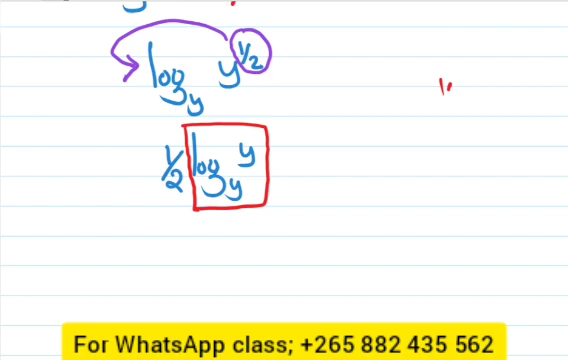 log_y y^1/2
1/2 log_y y
For WhatsApp class; +265 882 435 562